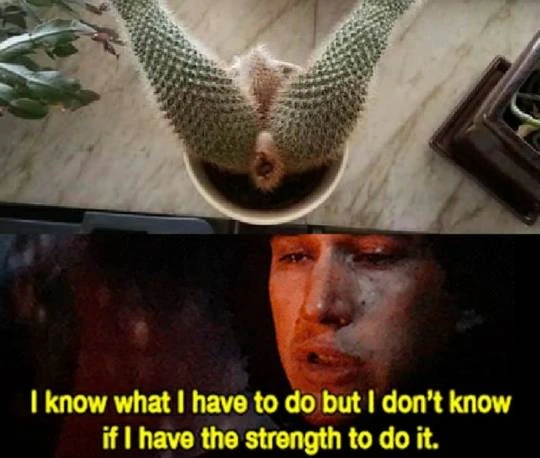 I know what I have to do but I don't know
if I have the strength to do it.